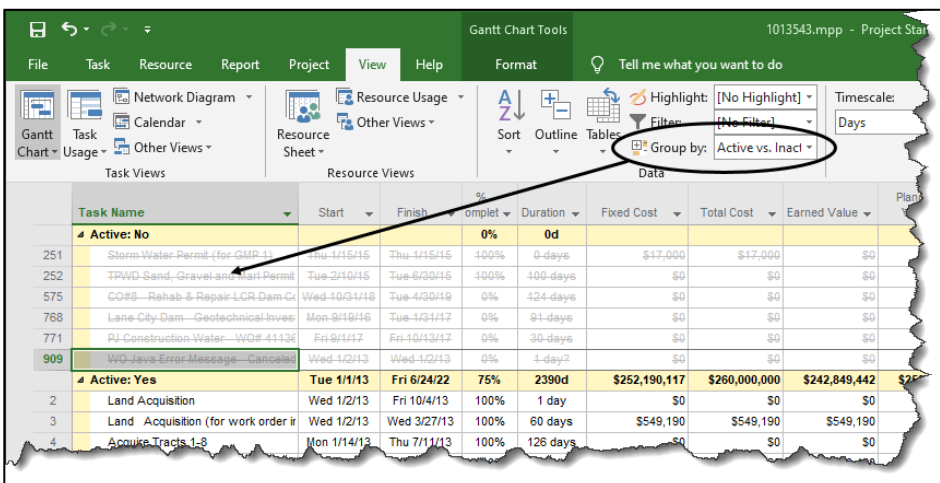 Gantt Chart Tools
1013543.mpp - Project Stan
File Task Resource Report Project View Help Format Tell me what you want to do
Gantt Chart
Task Usage
Network Diagram
Calendar
Other Views
Task Views
Resource Sheet
Resource Usage
Other Views
Resource Views
Sort
Outline
Tables
Highlight: [No Highlight]
Filter: [No Filter]
Group by: Active vs. Inact
Data
Timescale:
Days
Task Name Start Finish % omplet Duration Fixed Cost Total Cost Earned Value Plan
Active: No 0% 0d
251 Storm Water Permit (for GMP 1) Thu 1/15/15 Thu 1/15/15 100% 0 days $17,000 $17,000 $0
252 TPWD Sand, Gravel and Marl Permit Tue 2/10/15 Tue 6/30/15 100% 100 days $0 $0 $0
575 CO#8 - Rehab & Repair LCR Dam Co Wed 10/31/18 Tue 4/30/19 0% 124 days $0 $0 $0
768 Lane City Dam - Geotechnical Invest Mon 9/19/16 Tue 1/31/17 0% 91 days $0 $0 $0
771 PJ Construction Water - WO# 41136 Fri 9/1/17 Fri 10/13/17 0% 30 days $0 $0 $0
909 WO Java Error Message - Canceled Wed 1/2/13 Wed 1/2/13 0% 1 day? $0 $0 $0
Active: Yes Tue 1/1/13 Fri 6/24/22 75% 2390d $252,190,117 $260,000,000 $242,849,442
2 Land Acquisition Wed 1/2/13 Fri 10/4/13 100% 1 day $0 $0 $0
3 Land Acquisition (for work order ir Wed 1/2/13 Wed 3/27/13 100% 60 days $549,190 $549,190 $549,190
4 Acquire Tracts 1-8 Mon 1/14/13 Thu 7/11/13 100% 126 days $0 $0 $0